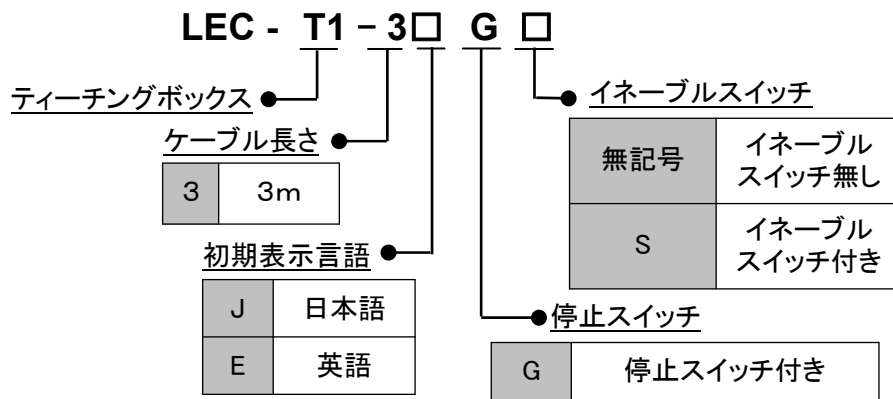 LEC - T1 - 3□ G □
ティーチングボックス
イネーブルスイッチ
ケーブル長さ
無記号
イネーブル
スイッチ無し
3
3m
S
イネーブル
スイッチ付き
初期表示言語
J
日本語
E
英語
停止スイッチ
G
停止スイッチ付き